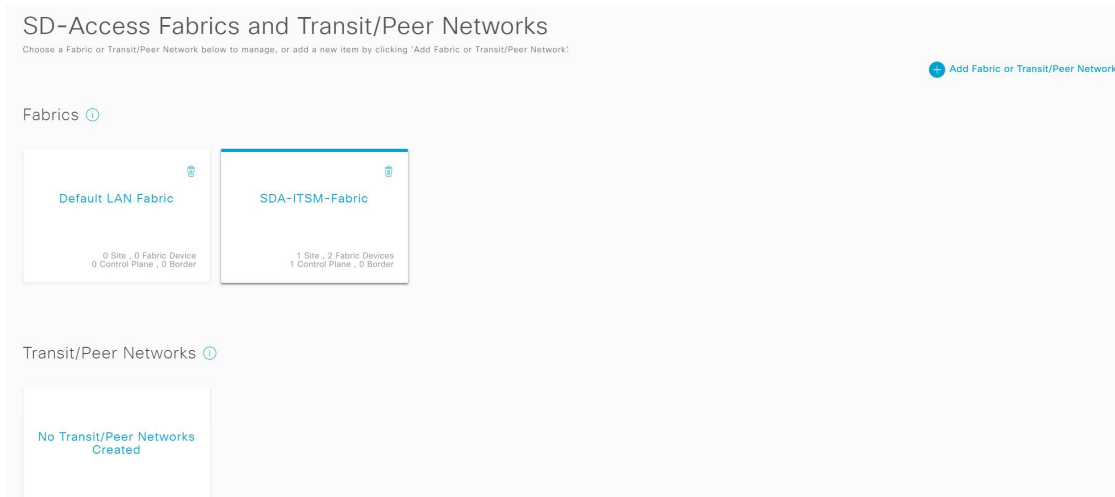 SD-Access Fabrics and Transit/Peer Networks
Choose a Fabric or Transit/Peer Network below to manage, or add a new item by clicking 'Add Fabric or Transit/Peer Network'.
Add Fabric or Transit/Peer Network
Fabrics
Default LAN Fabric
0 Site , 0 Fabric Device
0 Control Plane , 0 Border
SDA-ITSM-Fabric
1 Site , 2 Fabric Devices
1 Control Plane , 0 Border
Transit/Peer Networks
No Transit/Peer Networks
Created